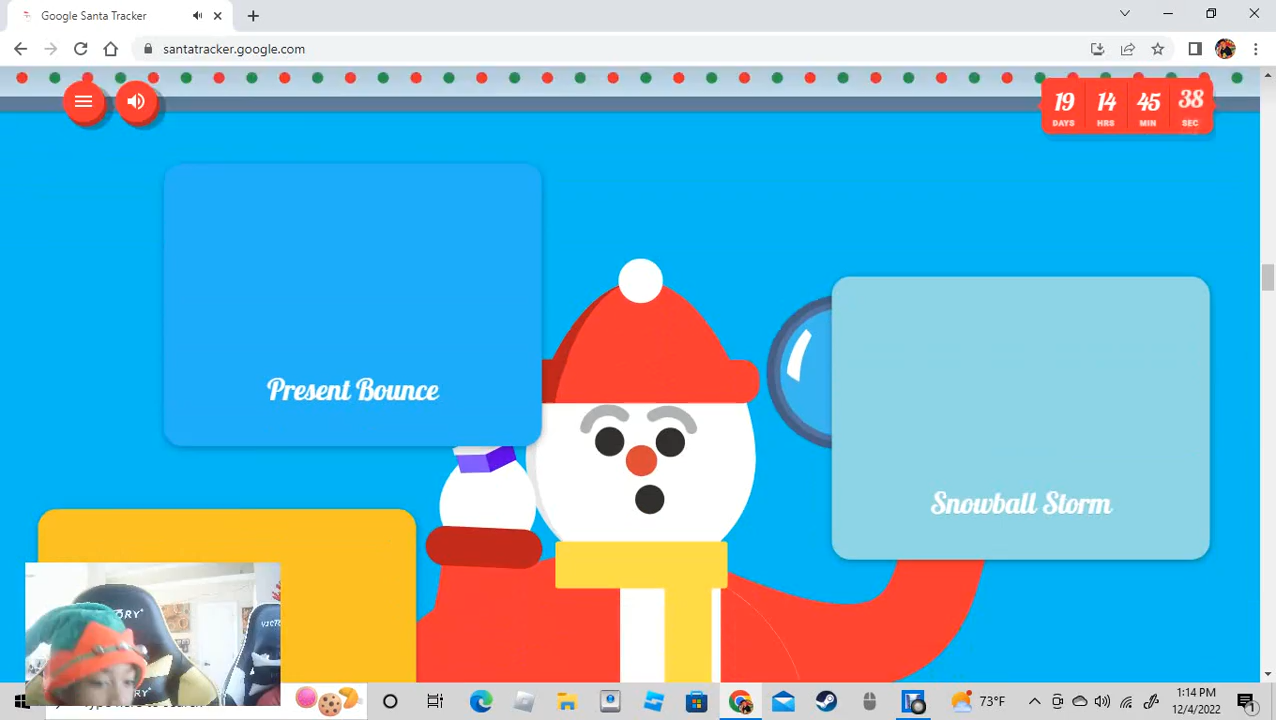 Google Santa Tracker
santatracker.google.com
19 14 45 38
DAYS HRS MIN SEC
Present Bounce
Snowball Storm
73°F
1:14 PM
12/4/2022